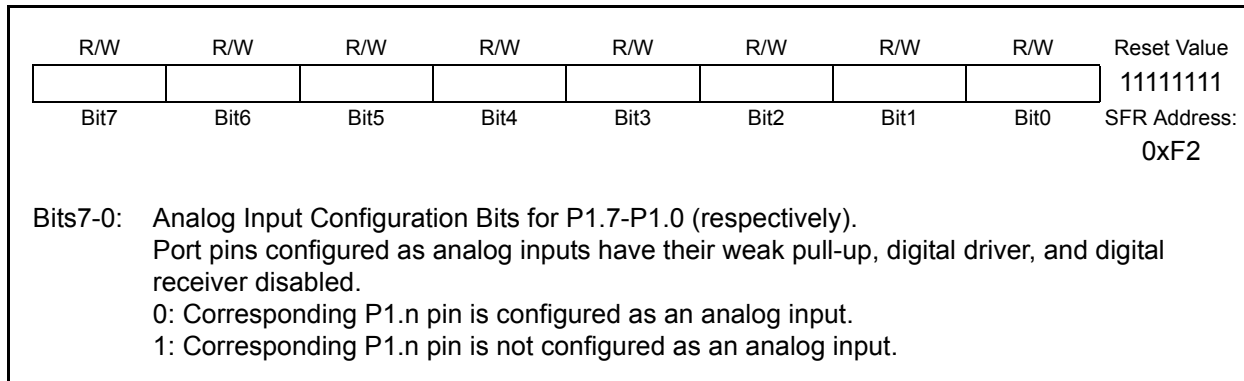 R/W R/W R/W R/W R/W R/W R/W R/W Reset Value
11111111
Bit7 Bit6 Bit5 Bit4 Bit3 Bit2 Bit1 Bit0 SFR Address:
0xF2
Bits7-0: Analog Input Configuration Bits for P1.7-P1.0 (respectively).
Port pins configured as analog inputs have their weak pull-up, digital driver, and digital
receiver disabled.
0: Corresponding P1.n pin is configured as an analog input.
1: Corresponding P1.n pin is not configured as an analog input.